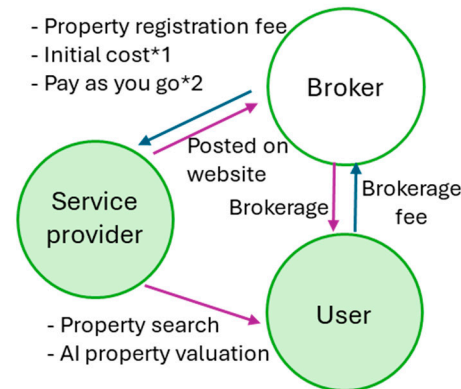 - Property registration fee
- Initial cost*1
- Pay as you go*2
Broker
Posted on
website
Service
provider
Brokerage
Brokerage
fee
User
- Property search
- AI property valuation